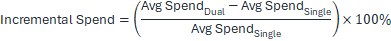 Incremental Spend = ( (Avg Spend_Dual − Avg Spend_Single) / Avg Spend_Single ) × 100%